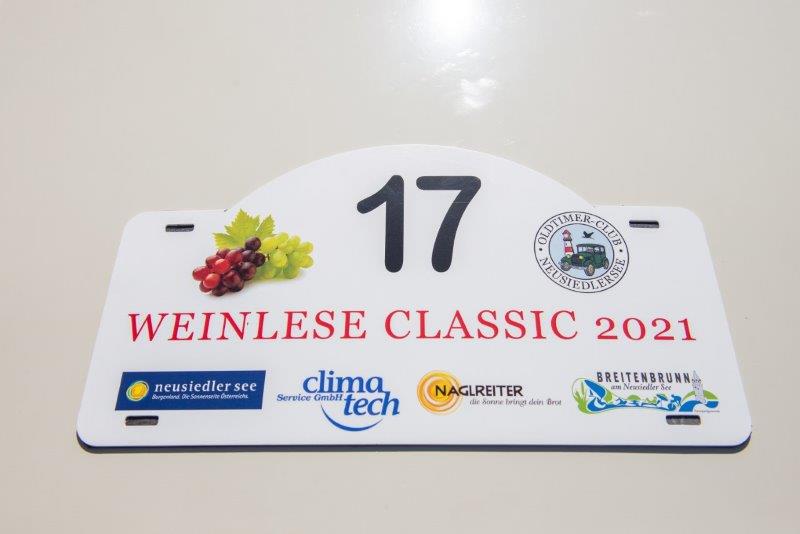 17
OLDTIMER-CLUB
NEUSIEDLERSEE
WEINLESE CLASSIC 2021
neusiedler see
Burgenland. Die Sonnenseite Österreichs.
clima
Service GmbH tech
NAGLREITER
die Sonne bringt dein Brot
BREITENBRUNN
am Neusiedler See